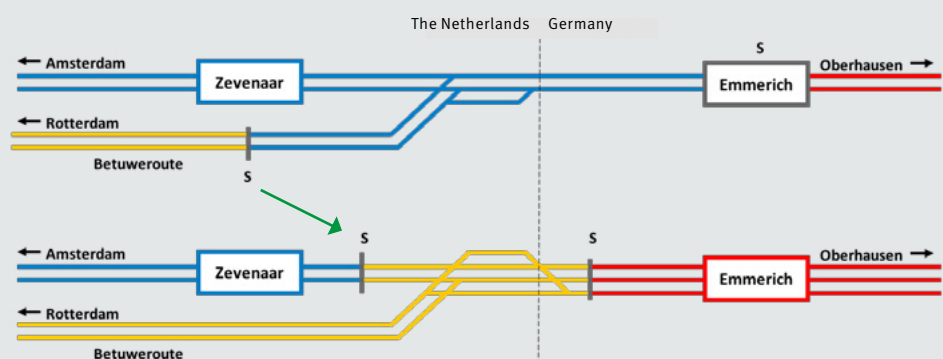 The Netherlands Germany
S
← Amsterdam
Oberhausen →
Zevenaar
Emmerich
← Rotterdam
Betuweroute
S
S
S
← Amsterdam
Oberhausen →
Zevenaar
Emmerich
← Rotterdam
Betuweroute